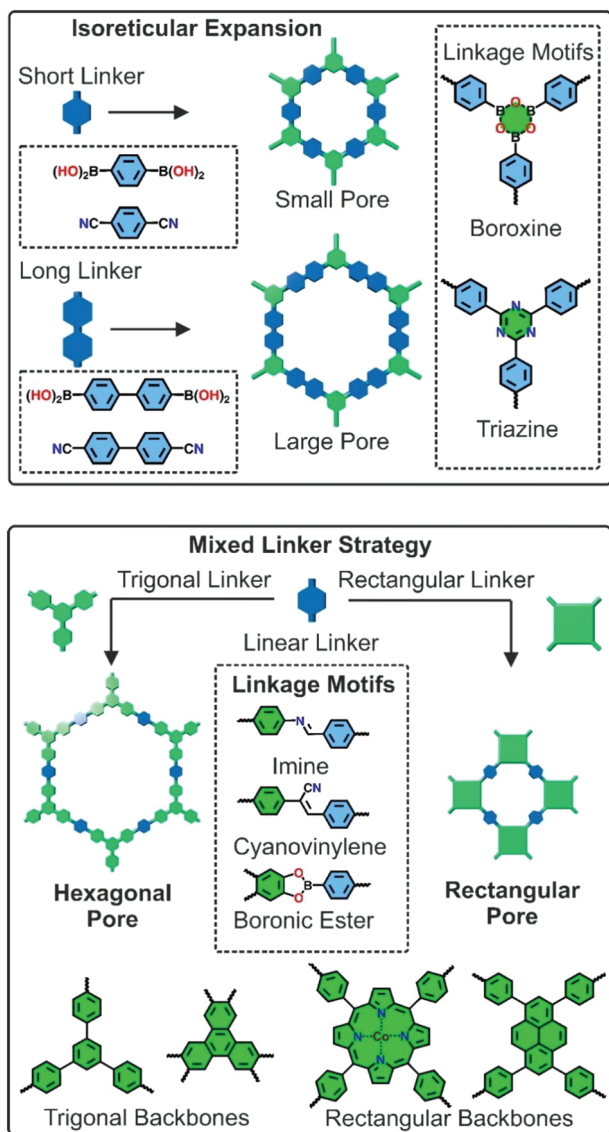 Isoreticular Expansion
Short Linker
(HO)₂B
B(OH)₂
NC
CN
Small Pore
Long Linker
(HO)₂B
B(OH)₂
NC
CN
Large Pore
Linkage Motifs
B O B
O O
B
Boroxine
N
N N
Triazine
Mixed Linker Strategy
Trigonal Linker
Rectangular Linker
Linear Linker
Linkage Motifs
N
Imine
CN
Cyanovinylene
O
B
O
Boronic Ester
Hexagonal
Pore
Rectangular
Pore
N
N Co N
N
Trigonal Backbones
Rectangular Backbones